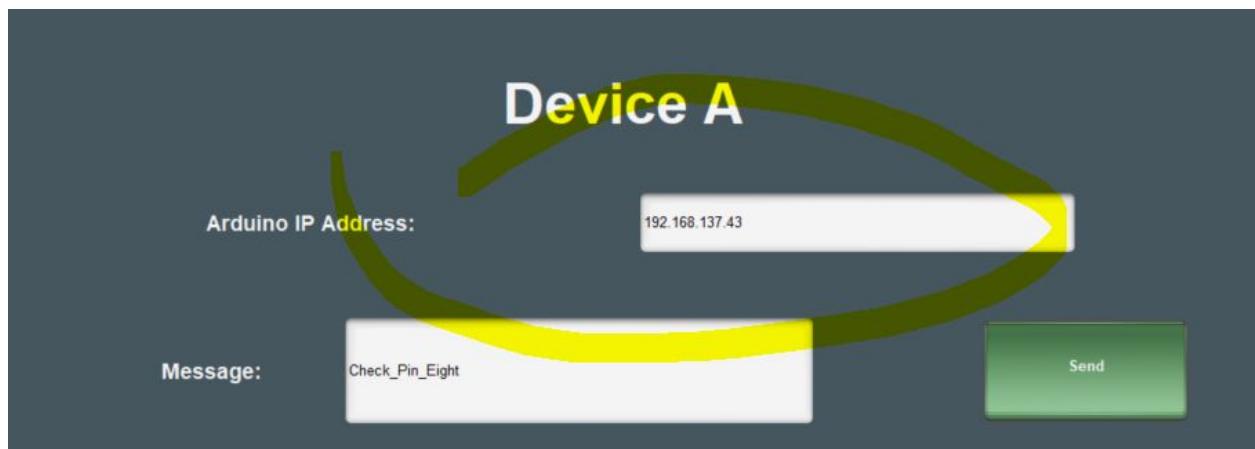 Device A
Arduino IP Address: 192.168.137.43
Message: Check_Pin_Eight Send